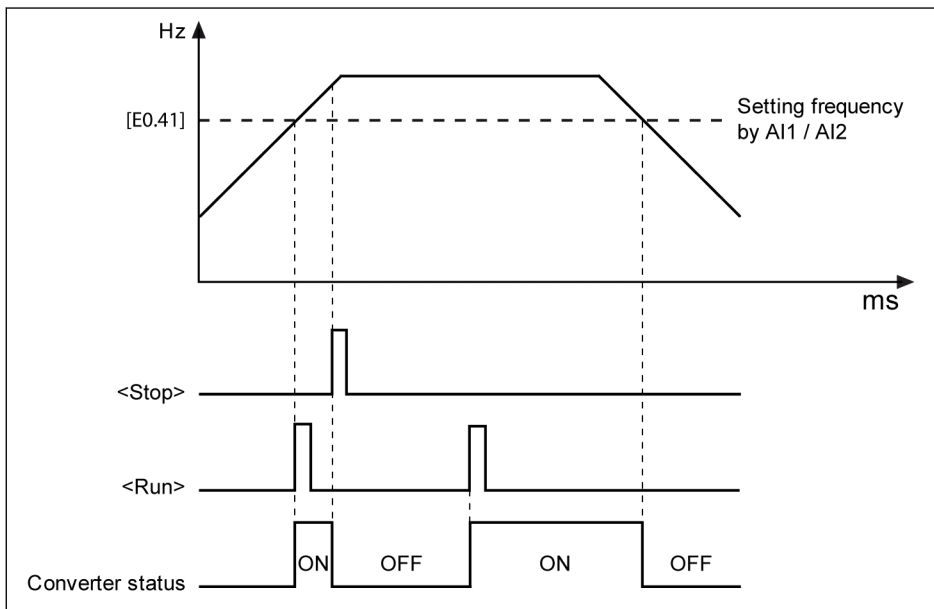 Hz
[E0.41]
Setting frequency
by AI1 / AI2
ms
<Stop>
<Run>
Converter status
ON
OFF
ON
OFF